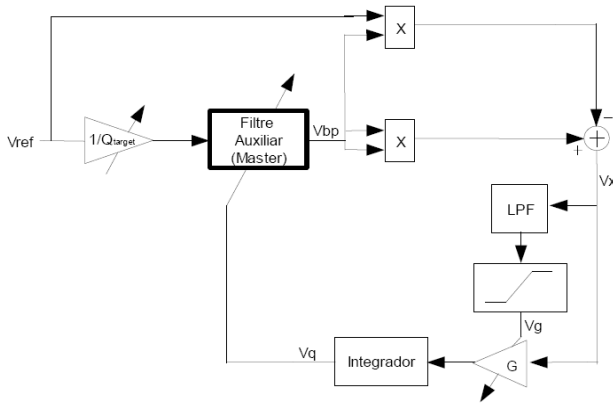 X
1/Qtarget
Vref
Filtre
Auxiliar
(Master)
Vbp
X
−
+
+
Vx
LPF
Vg
Vq
Integrador
G